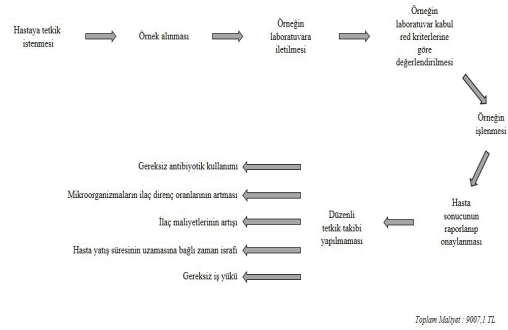 Hastaya tetkik
istenmesi
Örnek alınması
Örneğin
laboratuvara
iletilmesi
Örneğin
laboratuvar kabul
red kriterlerine
göre
değerlendirilmesi
Örneğin
işlenmesi
Hasta
sonucunun
raporlanıp
onaylanması
Düzenli
tetkik takibi
yapılmaması
Gereksiz antibiyotik kullanımı
Mikroorganizmaların ilaç direnç oranlarının artması
İlaç maliyetlerinin artışı
Hasta yatış süresinin uzamasına bağlı zaman israfı
Gereksiz iş yükü
Toplam Maliyet : 9007,1 TL